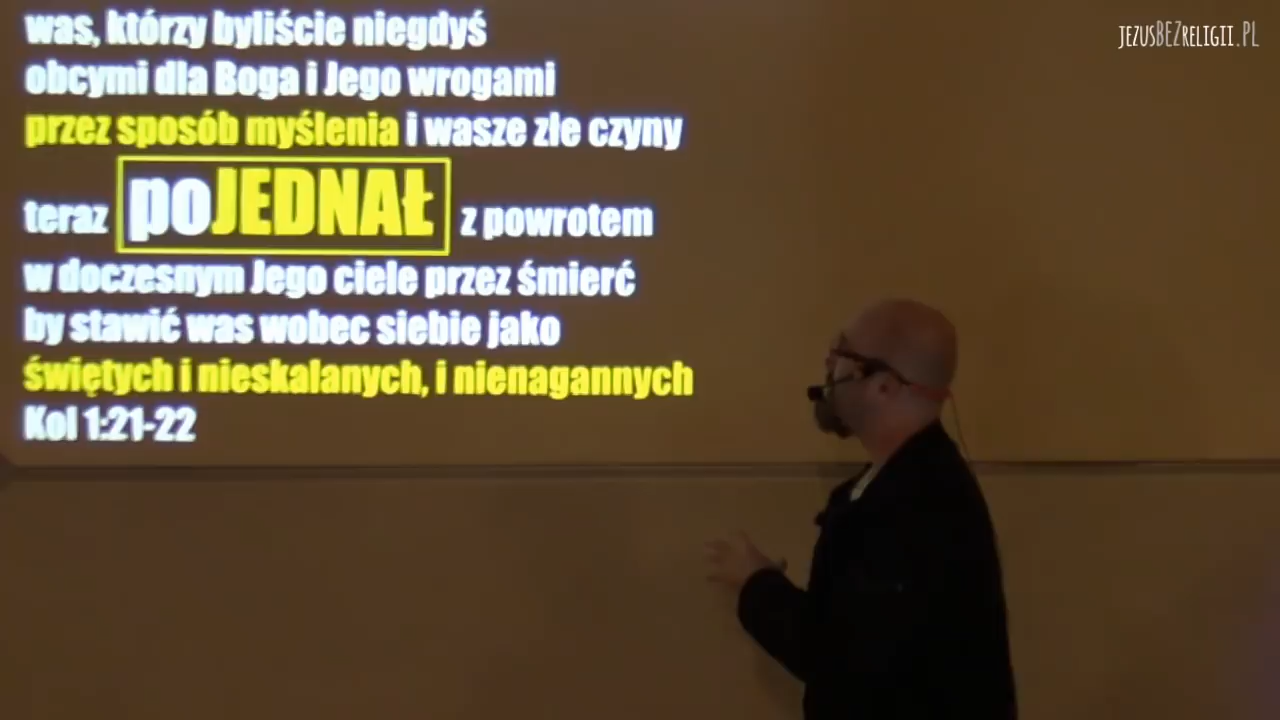 was, którzy byliście niegdyś
obcymi dla Boga i Jego wrogami
przez sposób myślenia i wasze złe czyny
teraz poJEDNAŁ z powrotem
w doczesnym Jego ciele przez śmierć
by stawić was wobec siebie jako
świętych i nieskalanych, i nienagannych
Kol 1:21-22
JEZUSBEZRELIGII.PL